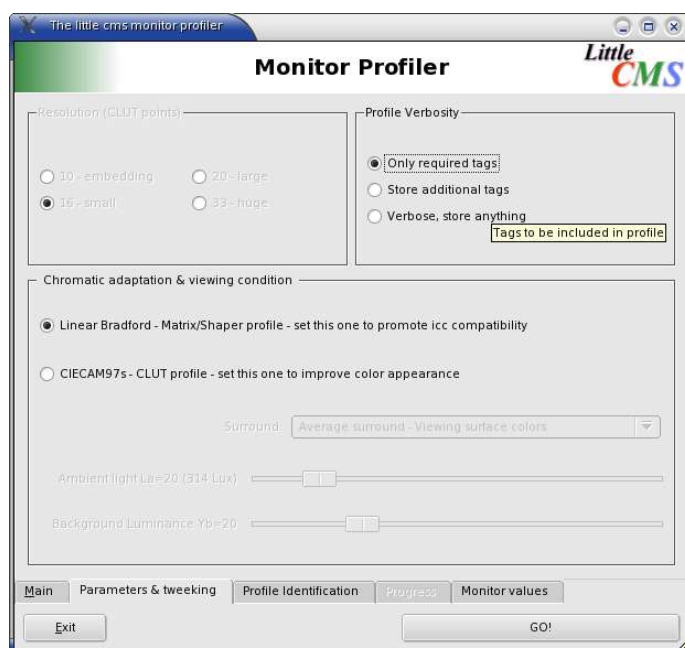 The little cms monitor profiler
Monitor Profiler
Little
CMS
Resolution (CLUT points)
10 - embedding
20 - large
16 - small
33 - huge
Profile Verbosity
Only required tags
Store additional tags
Verbose, store anything
Tags to be included in profile
Chromatic adaptation & viewing condition
Linear Bradford - Matrix/Shaper profile - set this one to promote icc compatibility
CIECAM97s - CLUT profile - set this one to improve color appearance
Surround
Average surround - Viewing surface colors
Ambient light La=20 (314 Lux)
Background Luminance Yb=20
Main
Parameters & tweeking
Profile Identification
Progress
Monitor values
Exit
GO!